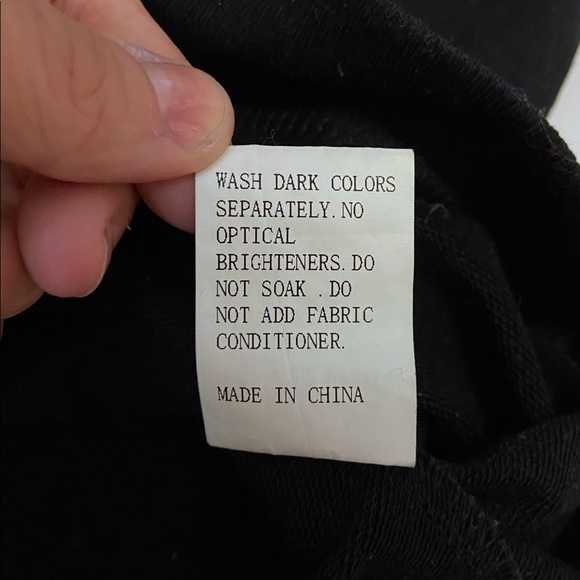 WASH DARK COLORS
SEPARATELY. NO
OPTICAL
BRIGHTENERS. DO
NOT SOAK . DO
NOT ADD FABRIC
CONDITIONER.
MADE IN CHINA